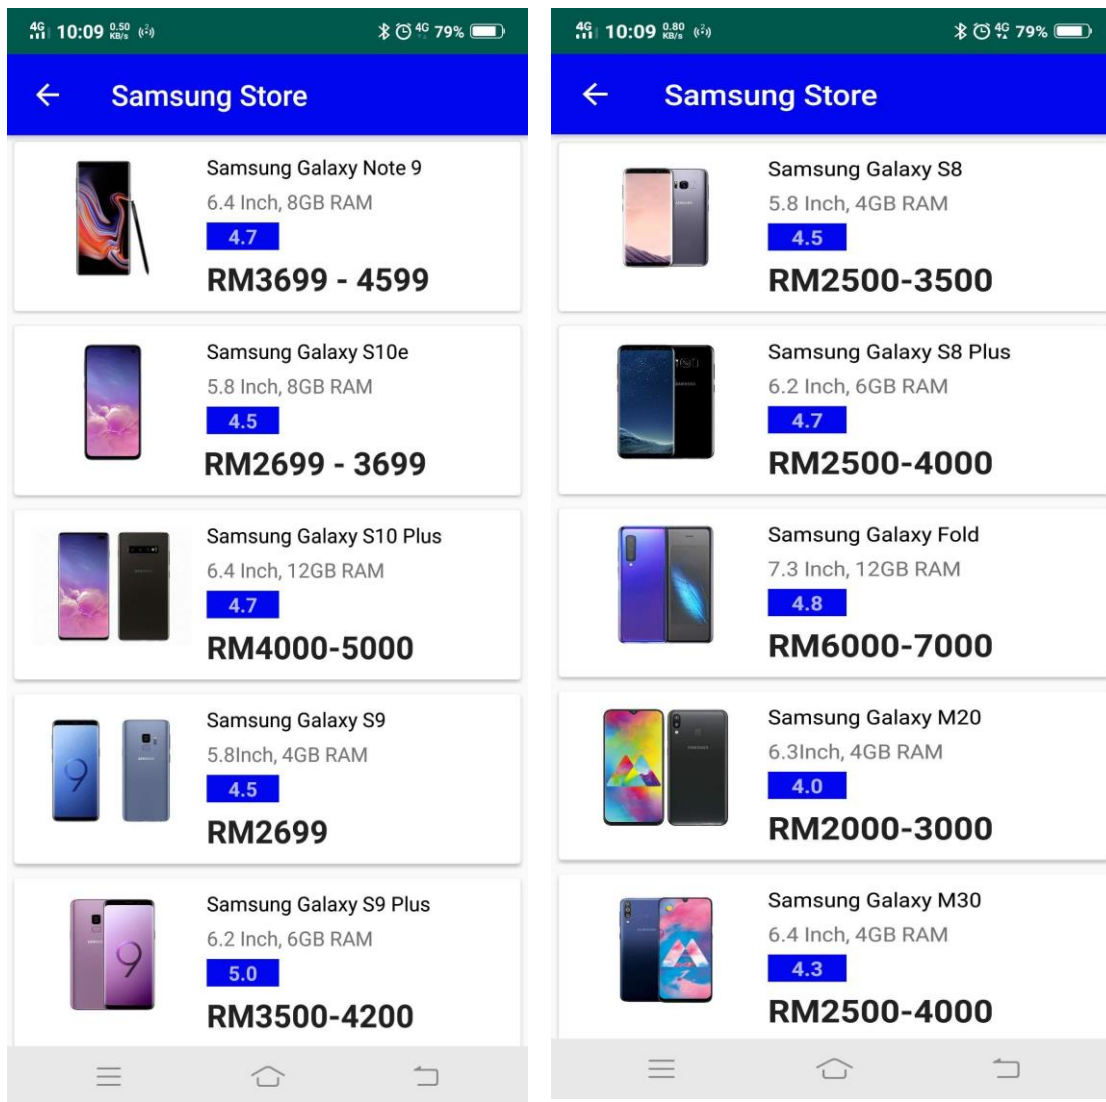 4G 10:09 0.50 KB/s 4G 79%
Samsung Store
Samsung Galaxy Note 9
6.4 Inch, 8GB RAM
4.7
RM3699 - 4599
Samsung Galaxy S10e
5.8 Inch, 8GB RAM
4.5
RM2699 - 3699
Samsung Galaxy S10 Plus
6.4 Inch, 12GB RAM
4.7
RM4000-5000
Samsung Galaxy S9
5.8Inch, 4GB RAM
4.5
RM2699
Samsung Galaxy S9 Plus
6.2 Inch, 6GB RAM
5.0
RM3500-4200
4G 10:09 0.80 KB/s 4G 79%
Samsung Store
Samsung Galaxy S8
5.8 Inch, 4GB RAM
4.5
RM2500-3500
Samsung Galaxy S8 Plus
6.2 Inch, 6GB RAM
4.7
RM2500-4000
Samsung Galaxy Fold
7.3 Inch, 12GB RAM
4.8
RM6000-7000
Samsung Galaxy M20
6.3Inch, 4GB RAM
4.0
RM2000-3000
Samsung Galaxy M30
6.4 Inch, 4GB RAM
4.3
RM2500-4000